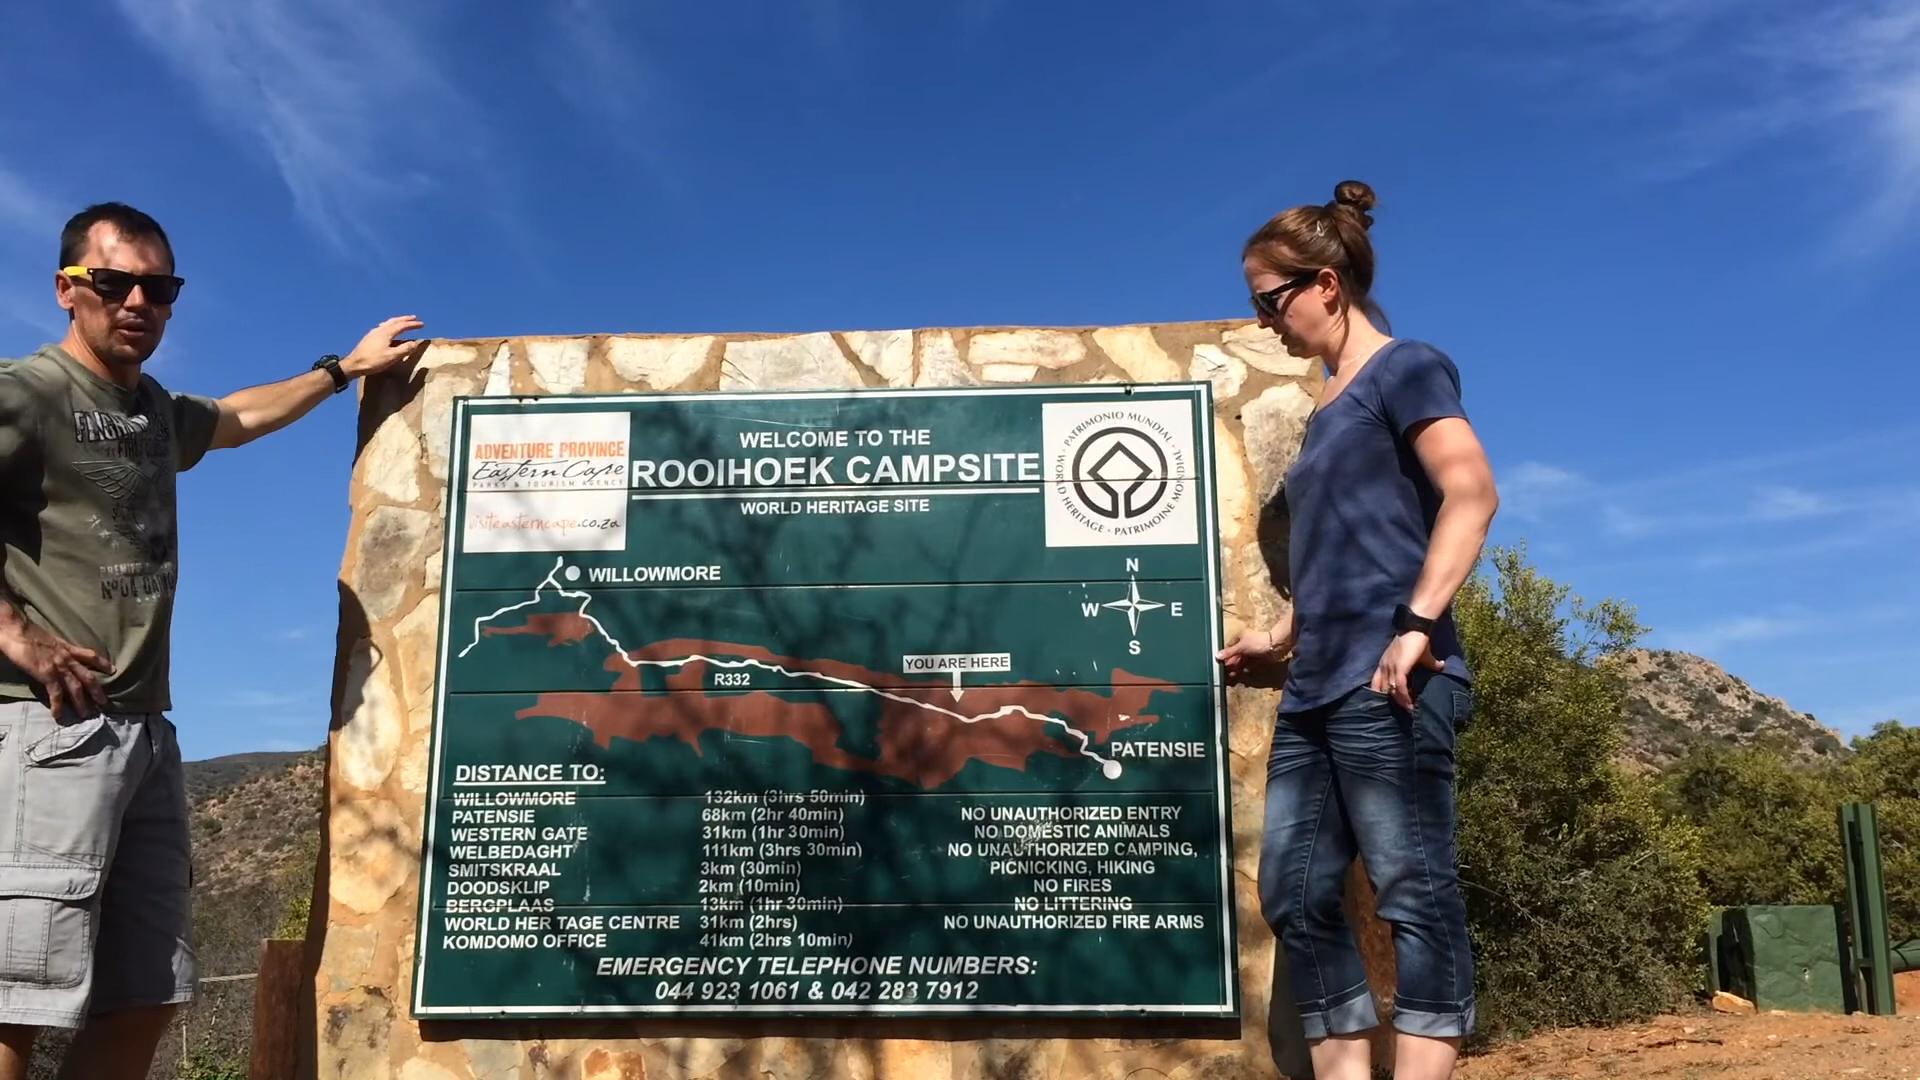 ADVENTURE PROVINCE
Eastern Cape
PARKS & TOURISM AGENCY
visiteasterncape.co.za
WELCOME TO THE
ROOIHOEK CAMPSITE
WORLD HERITAGE SITE
PATRIMONIO MUNDIAL · WORLD HERITAGE · PATRIMOINE MONDIAL
WILLOWMORE
N
W E
S
YOU ARE HERE
R332
PATENSIE
DISTANCE TO:
WILLOWMORE 132km (3hrs 50min)
PATENSIE 68km (2hr 40min)
WESTERN GATE 31km (1hr 30min)
WELBEDAGHT 111km (3hrs 30min)
SMITSKRAAL 3km (30min)
DOODSKLIP 2km (10min)
BERGPLAAS 13km (1hr 30min)
WORLD HER TAGE CENTRE 31km (2hrs)
KOMDOMO OFFICE 41km (2hrs 10min)
NO UNAUTHORIZED ENTRY
NO DOMESTIC ANIMALS
NO UNAUTHORIZED CAMPING,
PICNICKING, HIKING
NO FIRES
NO LITTERING
NO UNAUTHORIZED FIRE ARMS
EMERGENCY TELEPHONE NUMBERS:
044 923 1061 & 042 283 7912